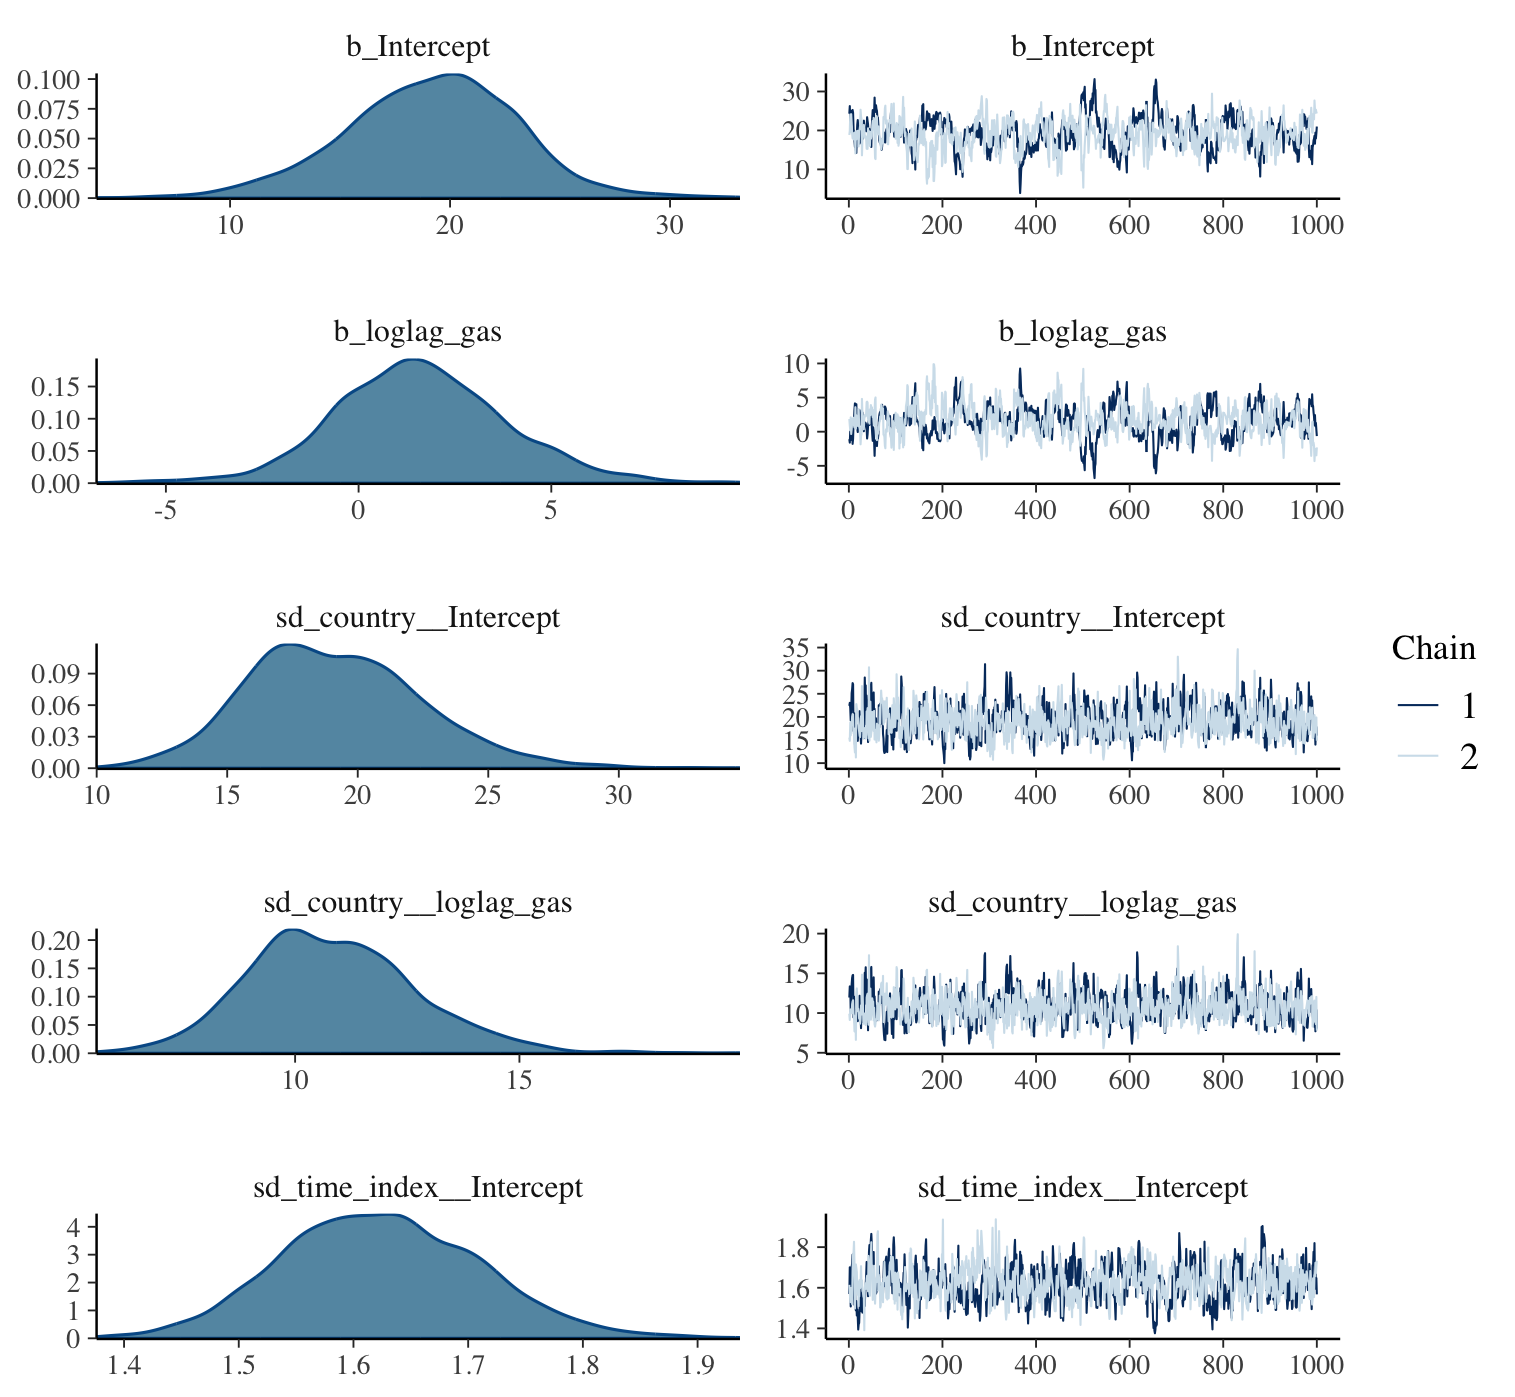 b_Intercept
0.100
0.075
0.050
0.025
0.000
10 20 30
b_Intercept
30
20
10
0 200 400 600 800 1000
b_loglag_gas
0.15
0.10
0.05
0.00
-5 0 5
b_loglag_gas
10
5
0
-5
0 200 400 600 800 1000
sd_country__Intercept
0.09
0.06
0.03
0.00
10 15 20 25 30
sd_country__Intercept
35
30
25
20
15
10
0 200 400 600 800 1000
Chain
1
2
sd_country__loglag_gas
0.20
0.15
0.10
0.05
0.00
10 15
sd_country__loglag_gas
20
15
10
5
0 200 400 600 800 1000
sd_time_index__Intercept
4
3
2
1
0
1.4 1.5 1.6 1.7 1.8 1.9
sd_time_index__Intercept
1.8
1.6
1.4
0 200 400 600 800 1000